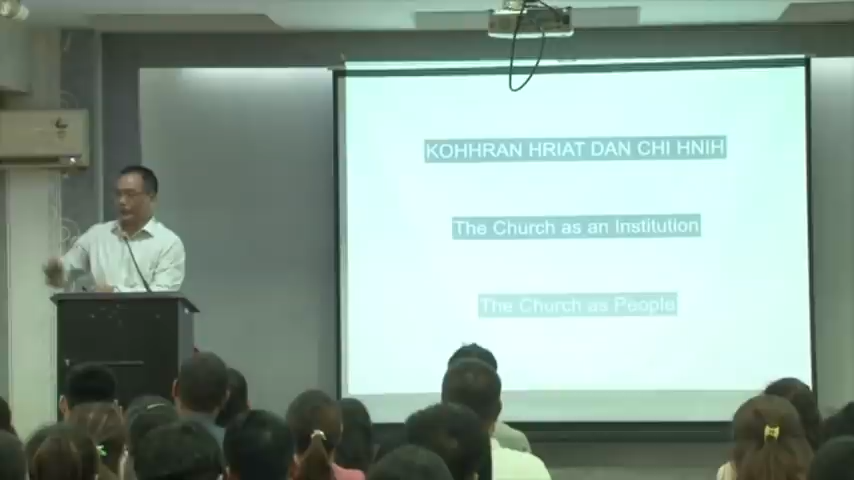 KOHHRAN HRIAT DAN CHI HNIH
The Church as an Institution
The Church as People